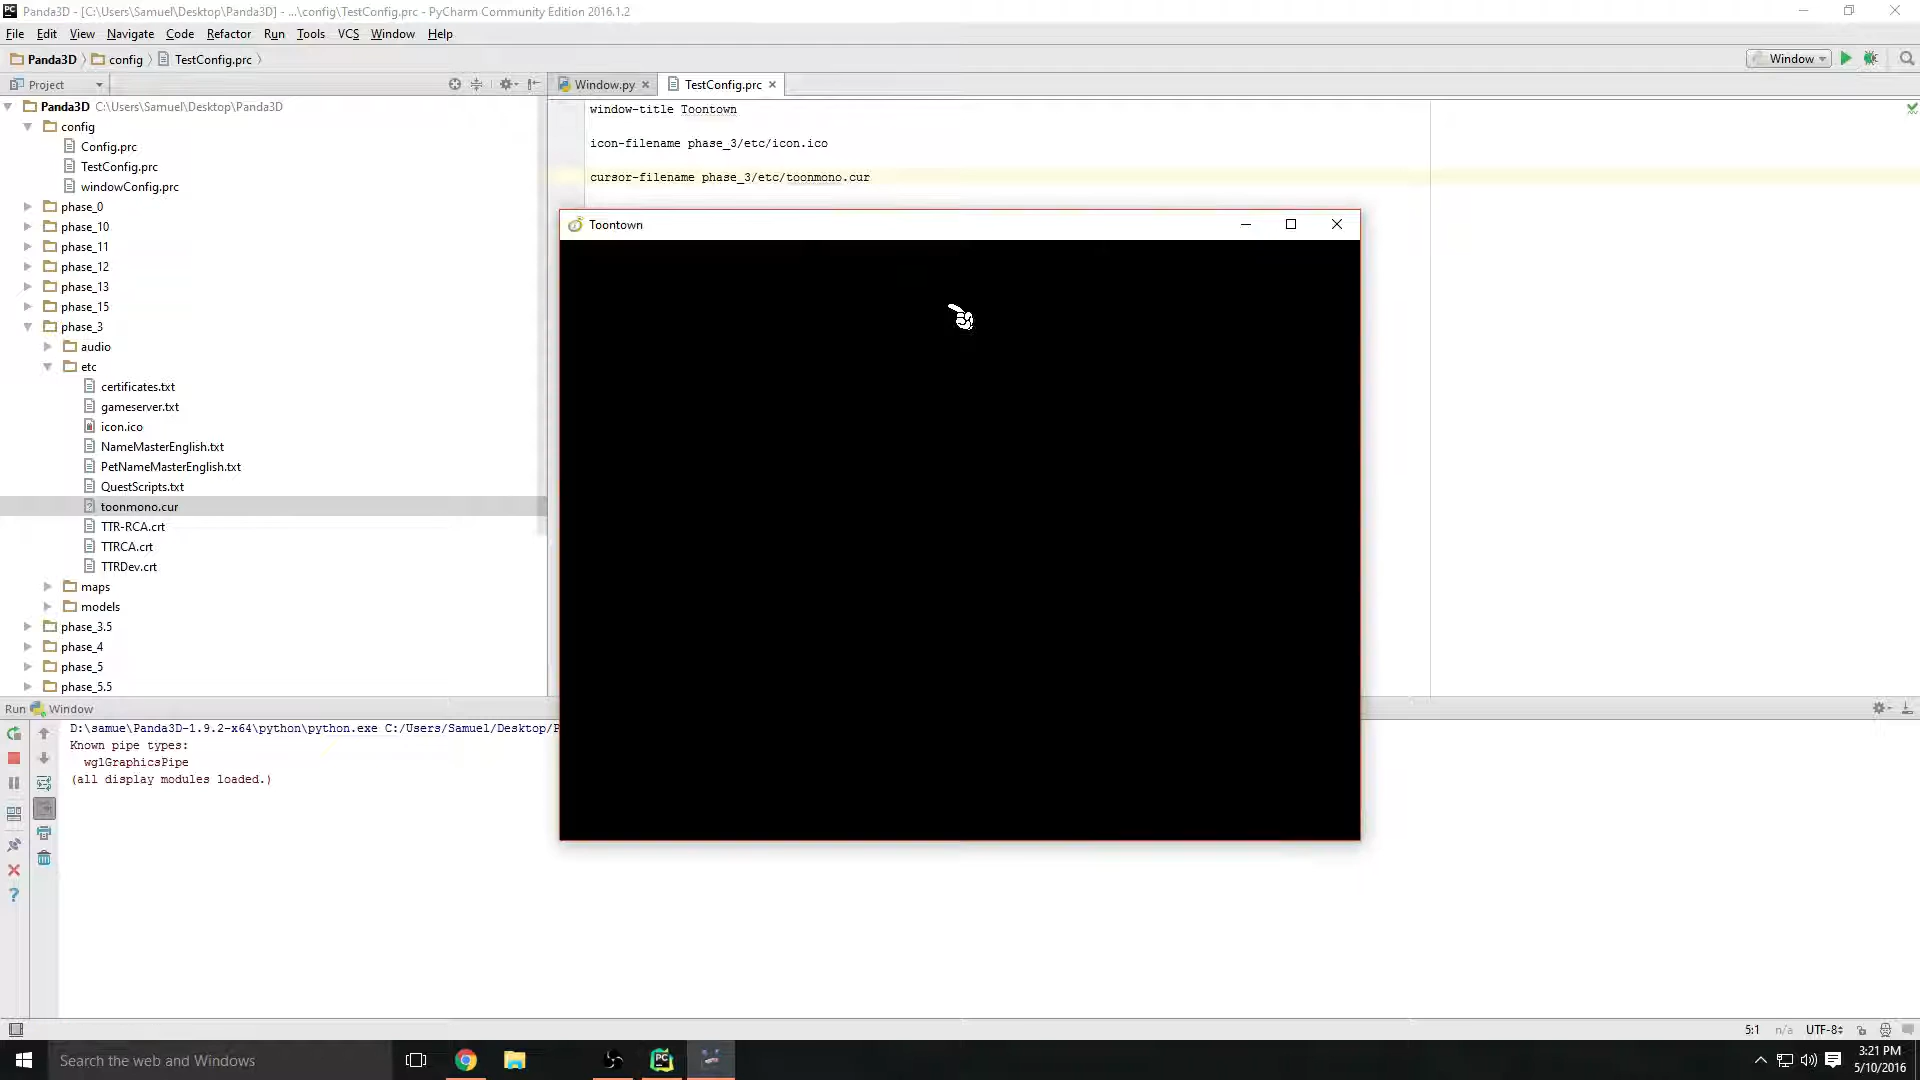 Panda3D - [C:\Users\Samuel\Desktop\Panda3D] - ...\config\TestConfig.prc - PyCharm Community Edition 2016.1.2
File Edit View Navigate Code Refactor Run Tools VCS Window Help
Panda3D config TestConfig.prc
Window
Project
Window.py
TestConfig.prc
Panda3D C:\Users\Samuel\Desktop\Panda3D
config
Config.prc
TestConfig.prc
windowConfig.prc
phase_0
phase_10
phase_11
phase_12
phase_13
phase_15
phase_3
audio
etc
certificates.txt
gameserver.txt
icon.ico
NameMasterEnglish.txt
PetNameMasterEnglish.txt
QuestScripts.txt
toonmono.cur
TTR-RCA.crt
TTRCA.crt
TTRDev.crt
maps
models
phase_3.5
phase_4
phase_5
phase_5.5
window-title Toontown
icon-filename phase_3/etc/icon.ico
cursor-filename phase_3/etc/toonmono.cur
Toontown
Run Window
D:\samue\Panda3D-1.9.2-x64\python\python.exe C:/Users/Samuel/Desktop/P
Known pipe types:
wglGraphicsPipe
(all display modules loaded.)
5:1 n/a UTF-8
Search the web and Windows
3:21 PM
5/10/2016